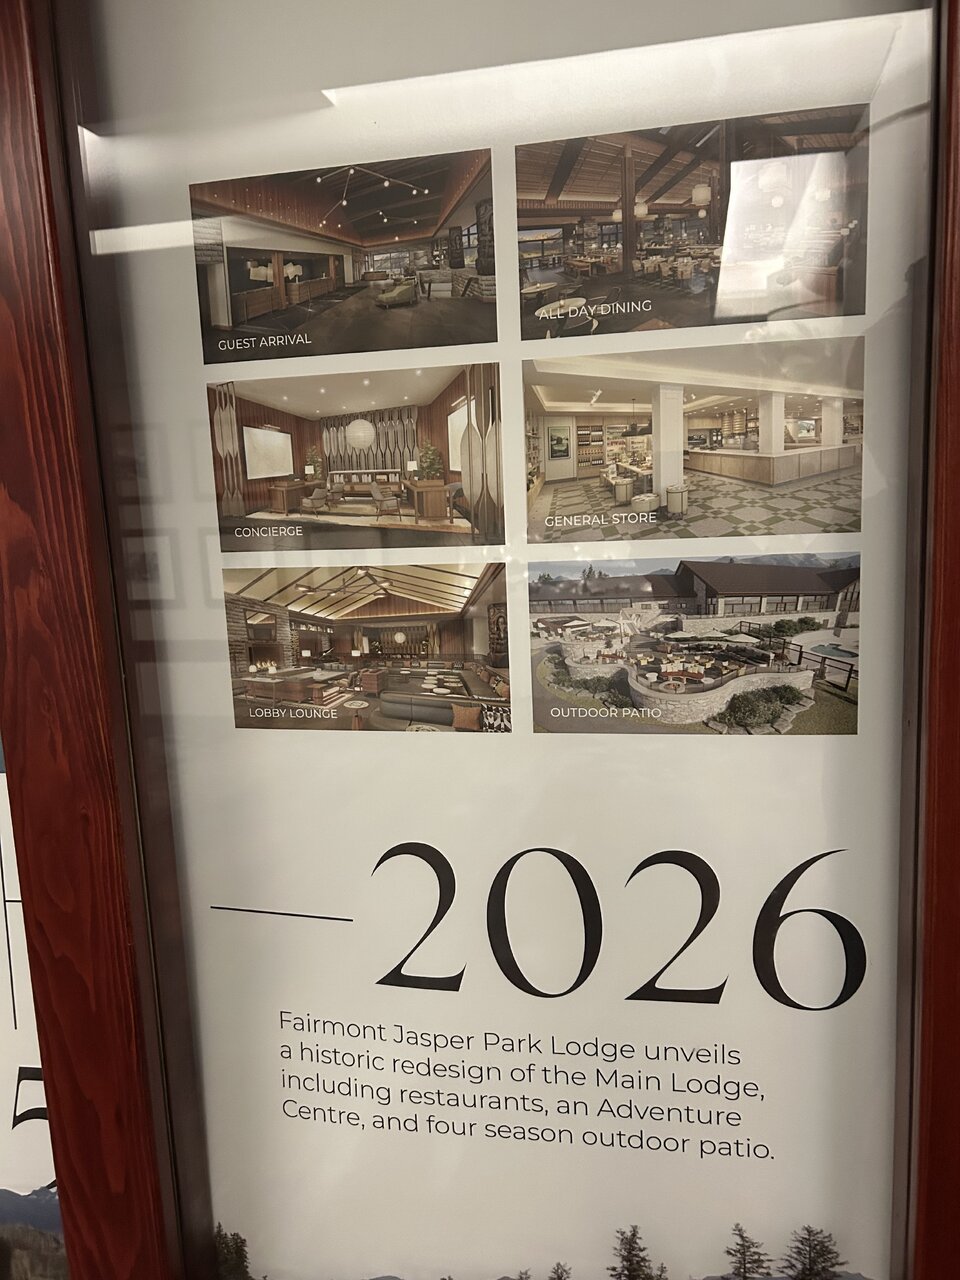 GUEST ARRIVAL
ALL DAY DINING
CONCIERGE
GENERAL STORE
LOBBY LOUNGE
OUTDOOR PATIO
2026
Fairmont Jasper Park Lodge unveils
a historic redesign of the Main Lodge,
including restaurants, an Adventure
Centre, and four season outdoor patio.
5